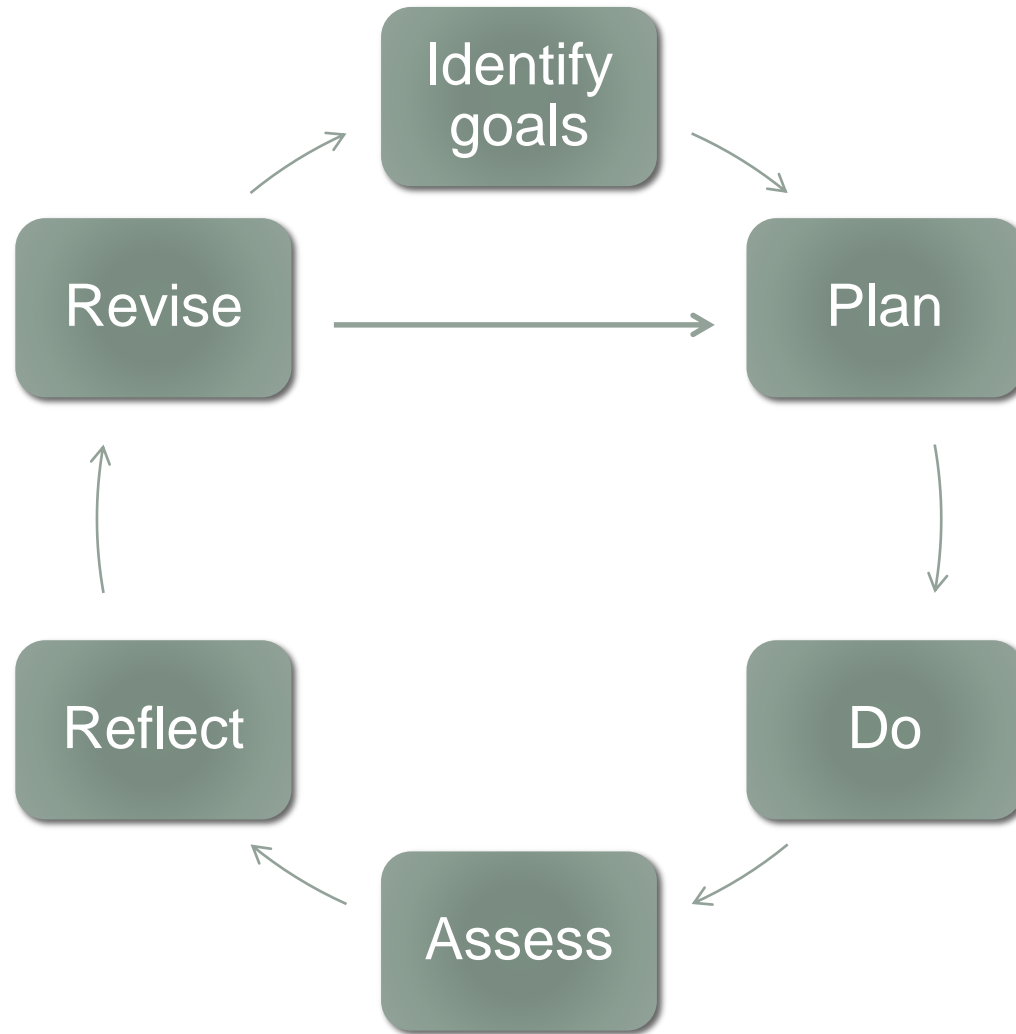 Identify
goals
Plan
Do
Assess
Reflect
Revise